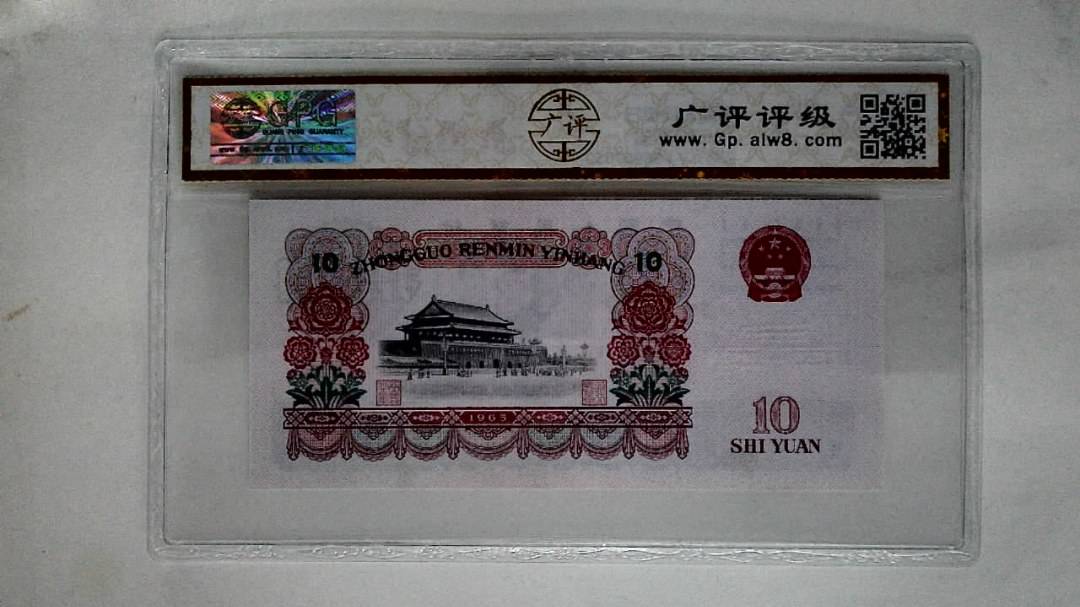 GPG
广评
广评评级
www. Gp. alw8. com
10 ZHONGGUO RENMIN YINHANG 10
1965
10
SHI YUAN